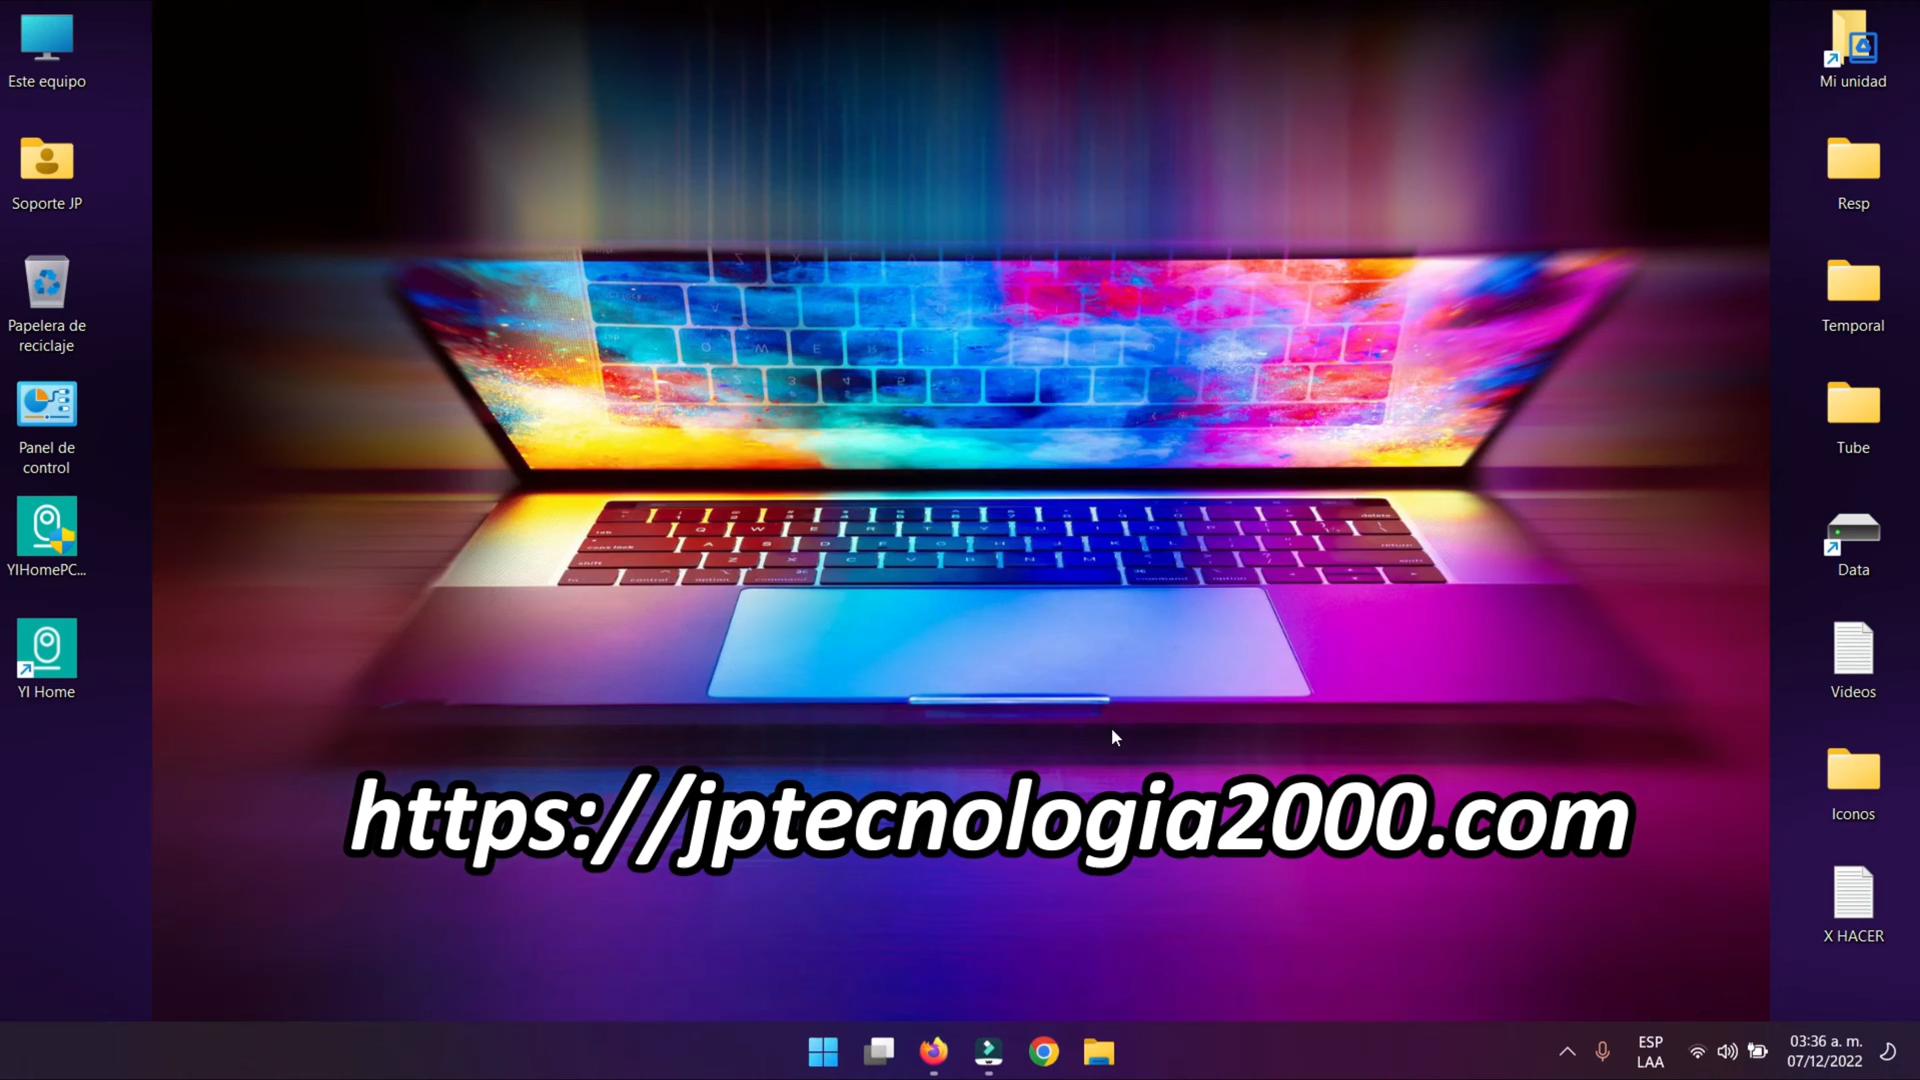 Este equipo
Soporte JP
Papelera de
reciclaje
Panel de
control
YIHomePC...
YI Home
Mi unidad
Resp
Temporal
Tube
Data
Videos
Iconos
X HACER
https://jptecnologia2000.com
ESP
LAA
03:36 a. m.
07/12/2022